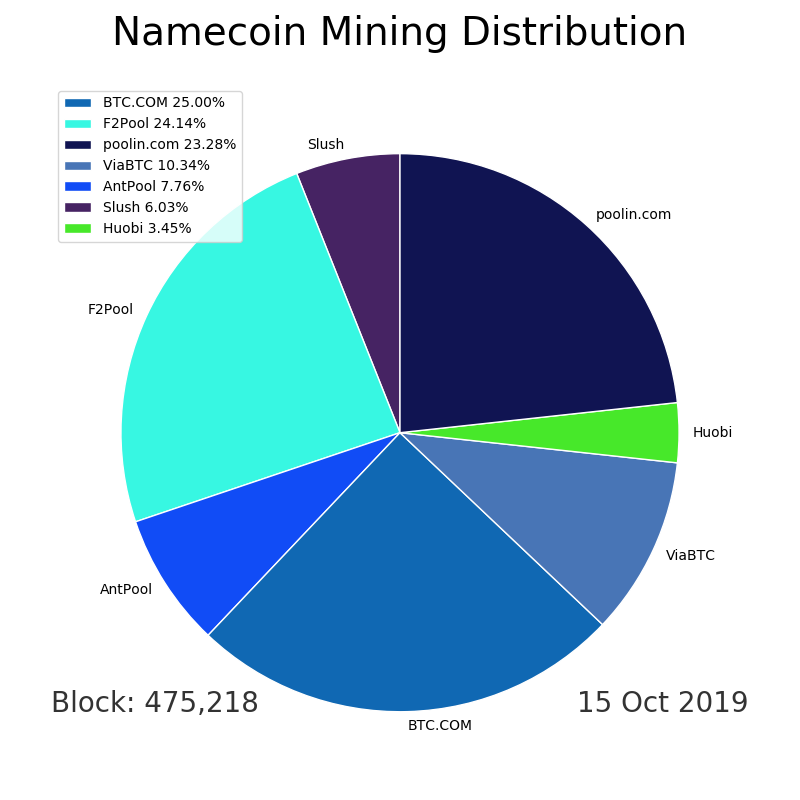 Namecoin Mining Distribution
BTC.COM 25.00%
F2Pool 24.14%
poolin.com 23.28%
ViaBTC 10.34%
AntPool 7.76%
Slush 6.03%
Huobi 3.45%
Slush
poolin.com
F2Pool
Huobi
ViaBTC
AntPool
BTC.COM
Block: 475,218
15 Oct 2019